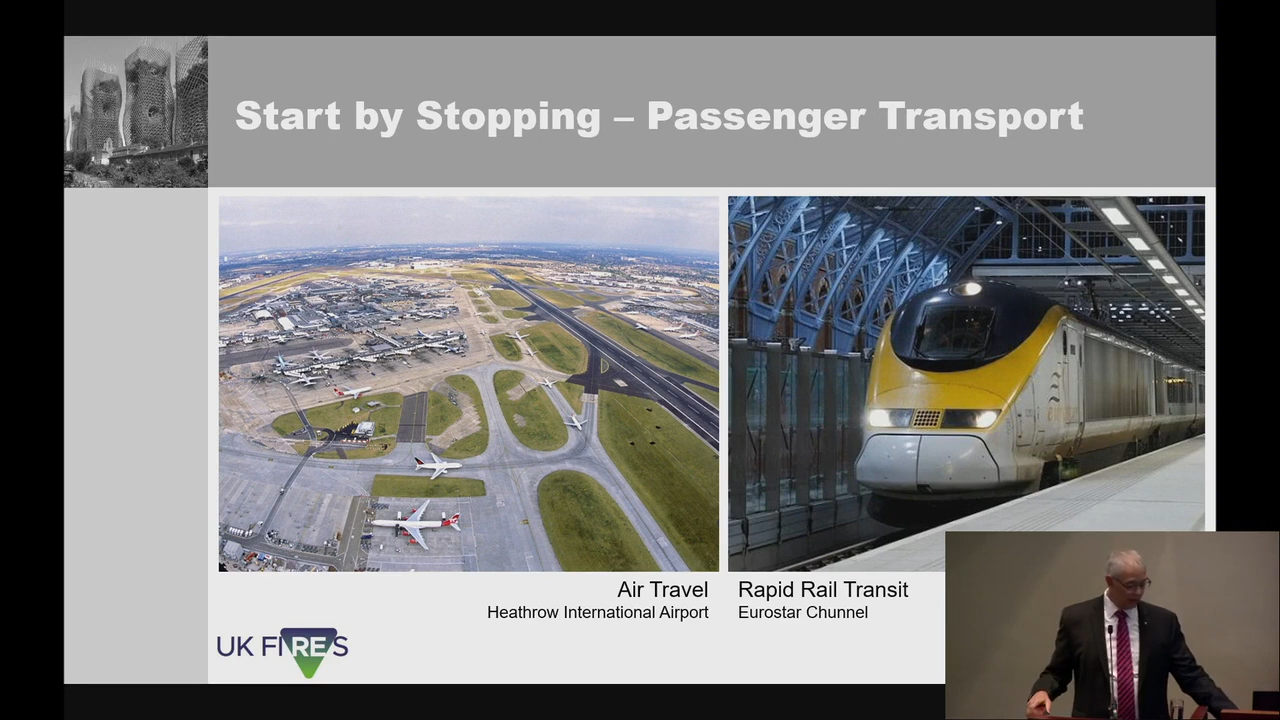 Start by Stopping – Passenger Transport
Air Travel
Heathrow International Airport
Rapid Rail Transit
Eurostar Chunnel
UK FIRES